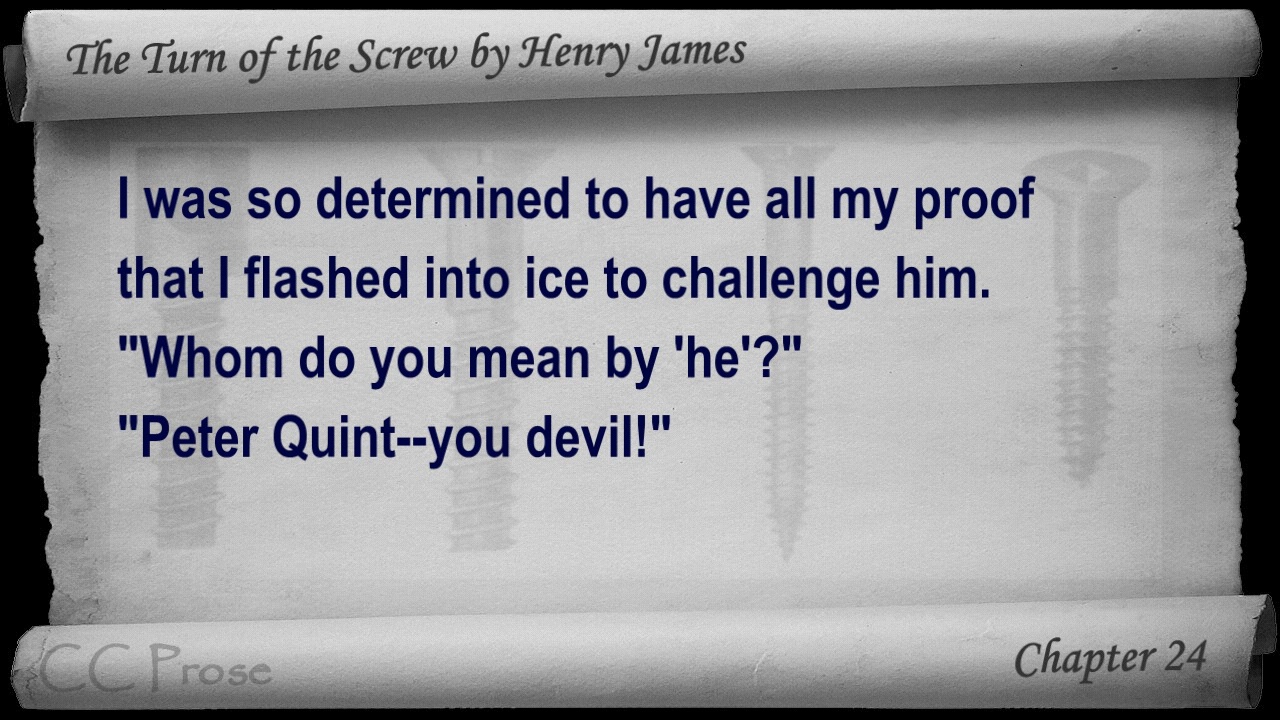 The Turn of the Screw by Henry James
I was so determined to have all my proof
that I flashed into ice to challenge him.
"Whom do you mean by 'he'?"
"Peter Quint--you devil!"
CC Prose
Chapter 24